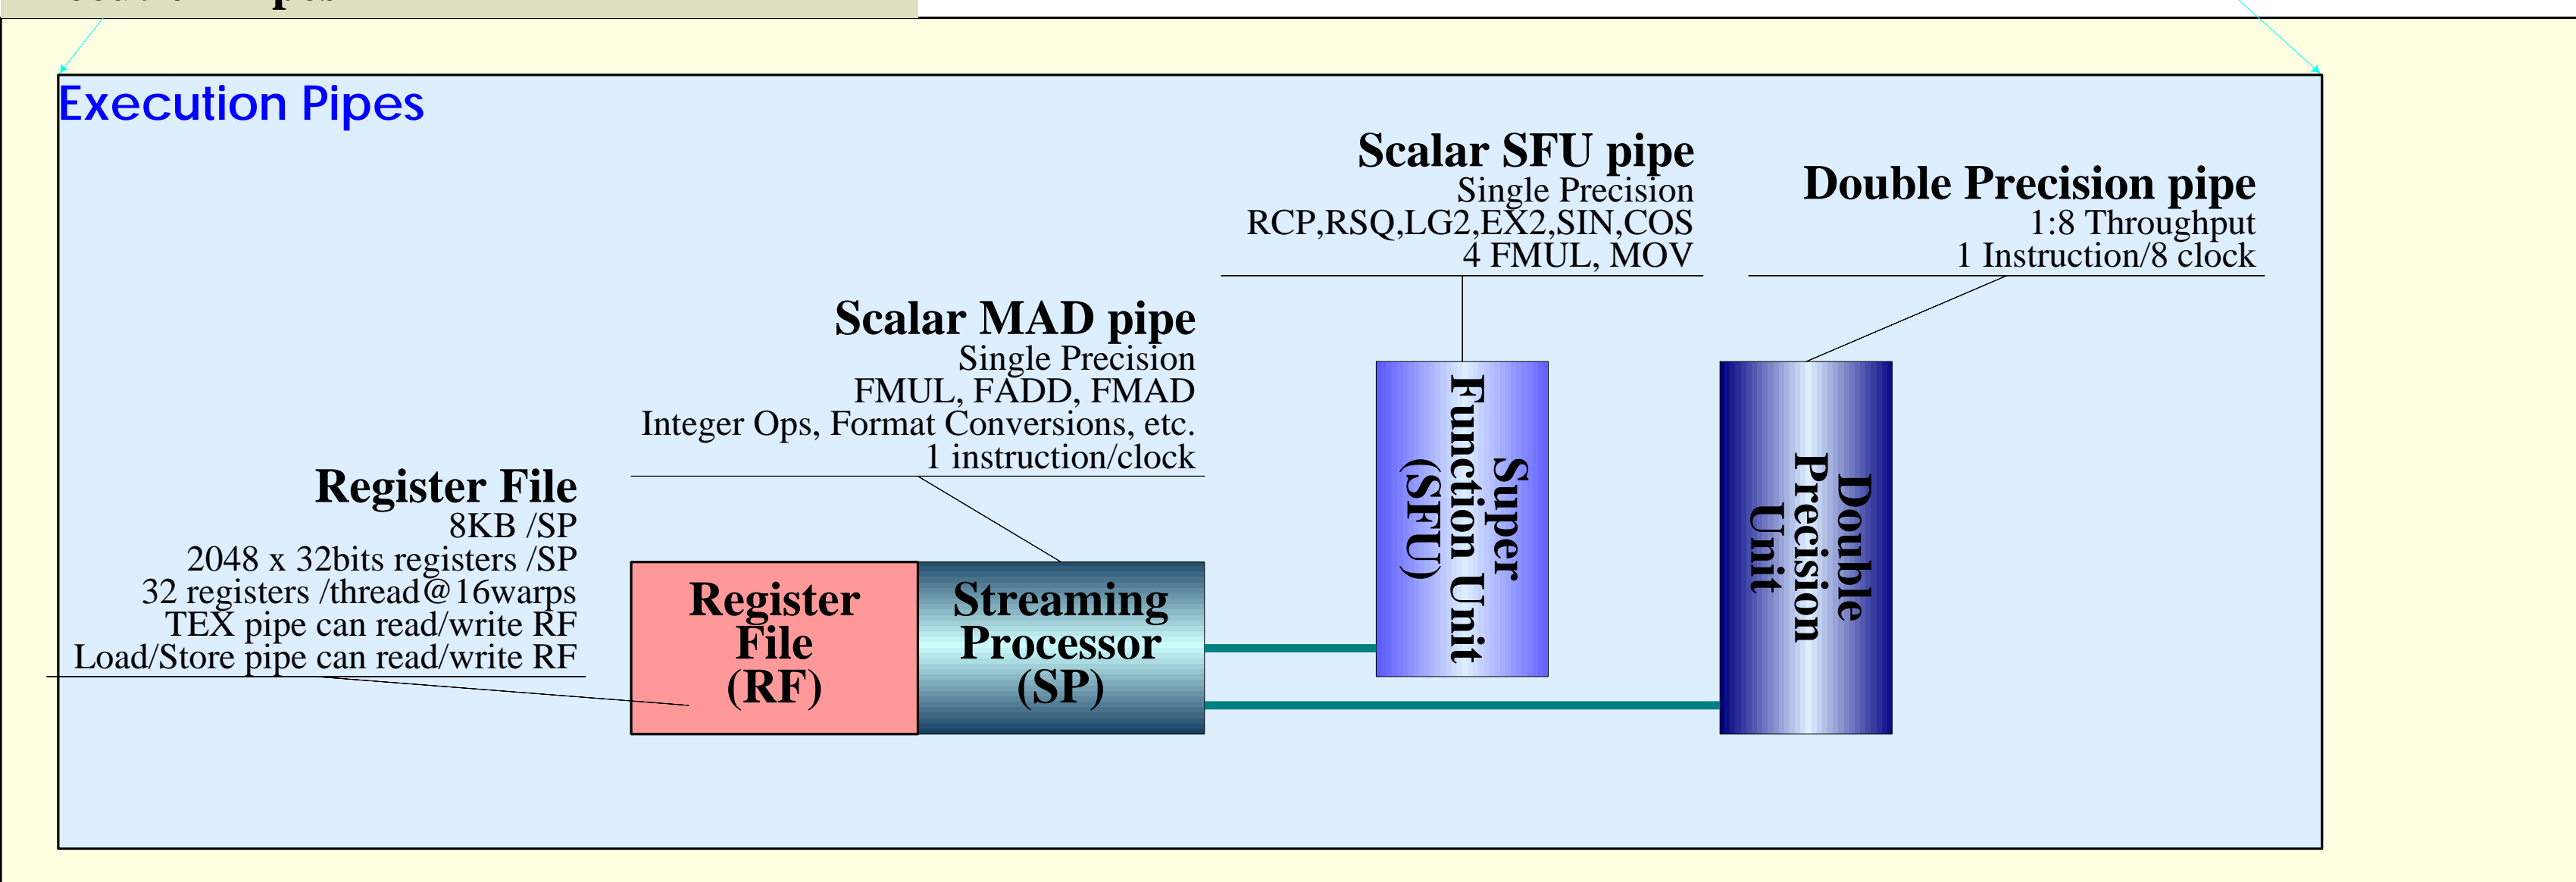 Execution Pipes
Scalar SFU pipe
Single Precision
RCP,RSQ,LG2,EX2,SIN,COS
4 FMUL, MOV
Double Precision pipe
1:8 Throughput
1 Instruction/8 clock
Scalar MAD pipe
Single Precision
FMUL, FADD, FMAD
Integer Ops, Format Conversions, etc.
1 instruction/clock
Register File
8KB /SP
2048 x 32bits registers /SP
32 registers /thread@16warps
TEX pipe can read/write RF
Load/Store pipe can read/write RF
Register
File
(RF)
Streaming
Processor
(SP)
Super
Function Unit
(SFU)
Double
Precision
Unit